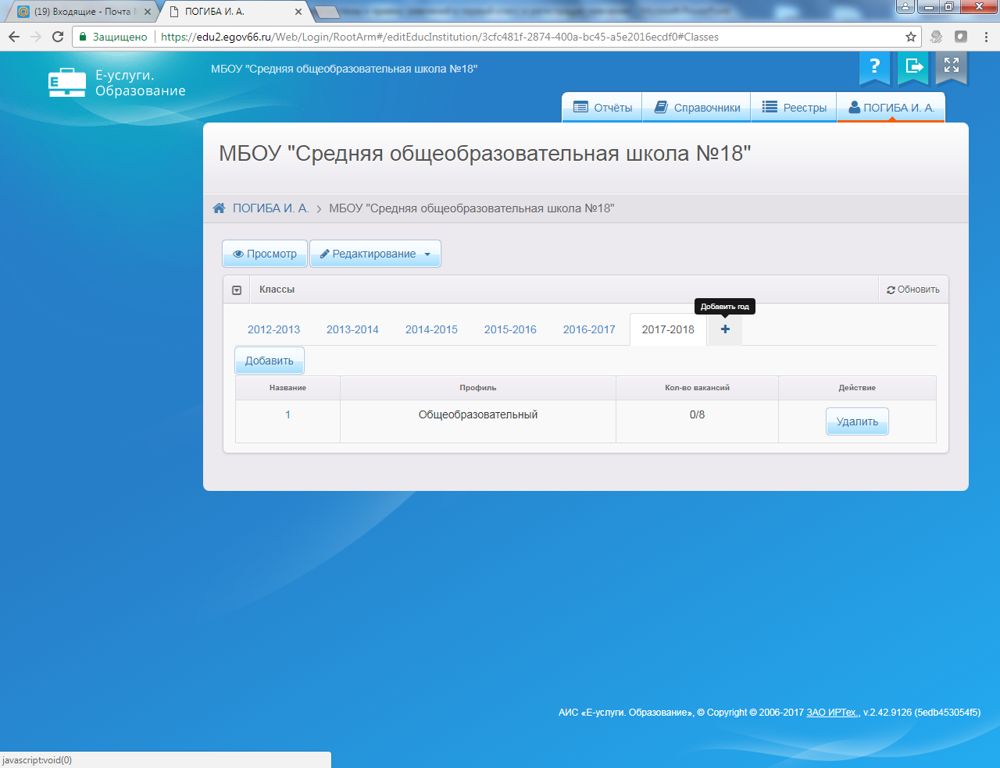 (19) Входящие - Почта
ПОГИБА И. А.
Защищено
https://edu2.egov66.ru/Web/Login/RootArm#/editEducInstitution/3cfc481f-2874-400a-bc45-a5e2016ecdf0#Classes
Е-услуги.
Образование
МБОУ "Средняя общеобразовательная школа №18"
?
Отчёты
Справочники
Реестры
ПОГИБА И. А.
МБОУ "Средняя общеобразовательная школа №18"
ПОГИБА И. А. > МБОУ "Средняя общеобразовательная школа №18"
Просмотр
Редактирование
Классы
Обновить
Добавить год
2012-2013 2013-2014 2014-2015 2015-2016 2016-2017 2017-2018 +
Добавить
Название Профиль Кол-во вакансий Действие
1 Общеобразовательный 0/8 Удалить
АИС «Е-услуги. Образование», © Copyright © 2006-2017 ЗАО ИРТех., v.2.42.9126 (5edb453054f5)
javascript:void(0)